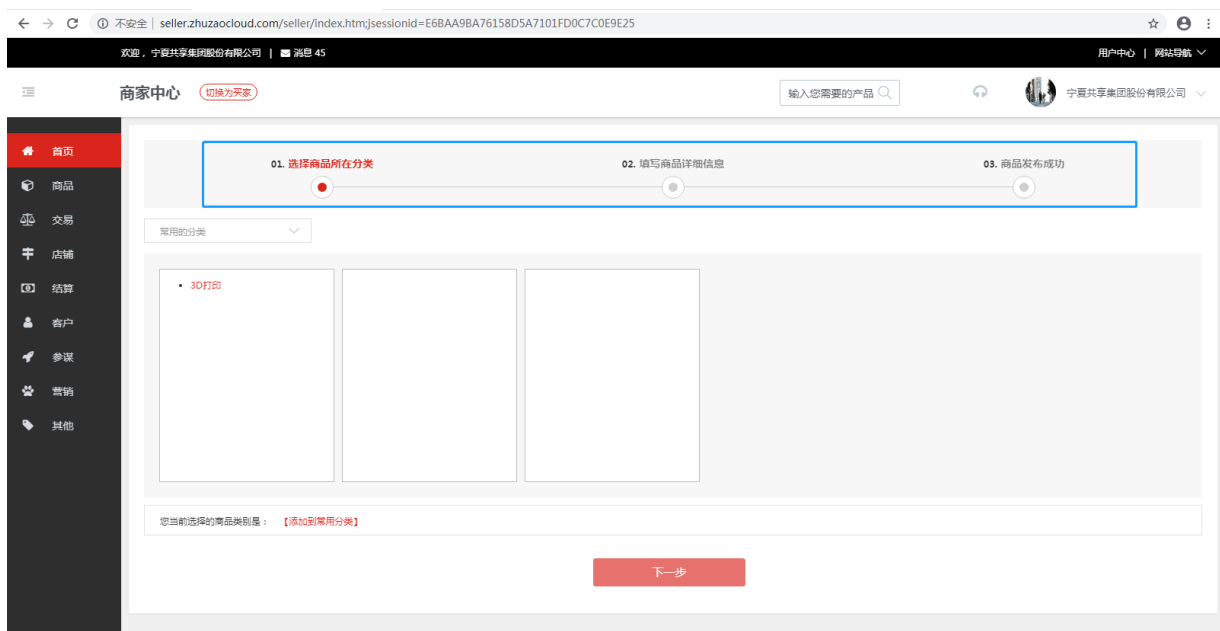 不安全 | seller.zhuzaocloud.com/seller/index.htm;jsessionid=E6BAA9BA76158D5A7101FD0C7C0E9E25
欢迎，宁夏共享集团股份有限公司 | 消息 45 用户中心 | 网站导航
商家中心 切换为买家 输入您需要的产品 宁夏共享集团股份有限公司
首页
商品
交易
店铺
结算
客户
参谋
营销
其他
01. 选择商品所在分类 02. 填写商品详细信息 03. 商品发布成功
常用的分类
• 3D打印
您当前选择的商品类别是： 【添加到常用分类】
下一步